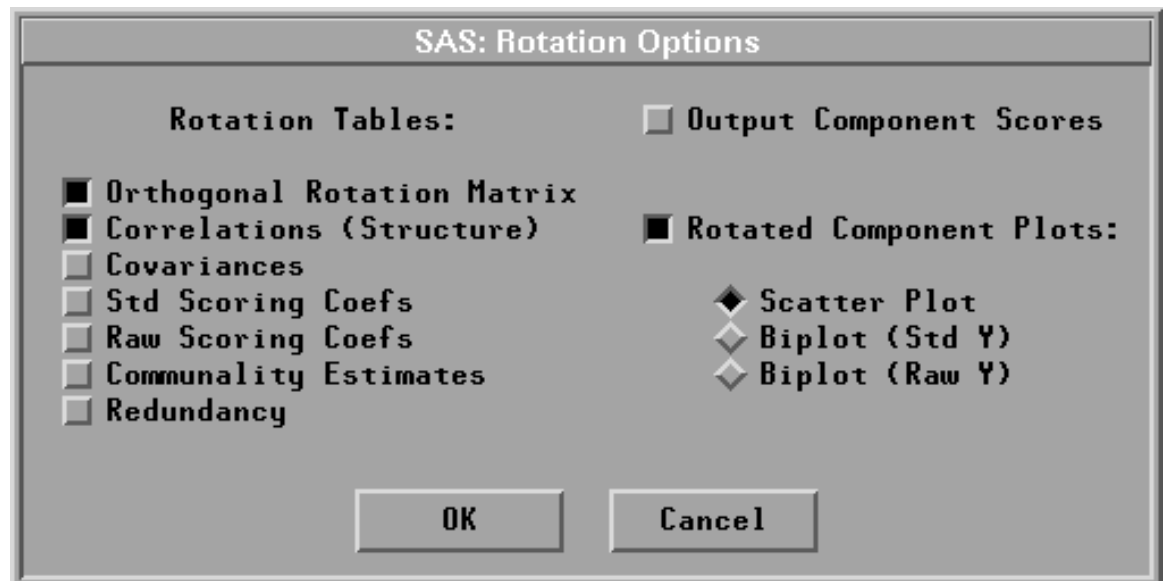 SAS: Rotation Options
Rotation Tables:
Orthogonal Rotation Matrix
Correlations (Structure)
Covariances
Std Scoring Coefs
Raw Scoring Coefs
Communality Estimates
Redundancy
Output Component Scores
Rotated Component Plots:
Scatter Plot
Biplot (Std Y)
Biplot (Raw Y)
OK
Cancel